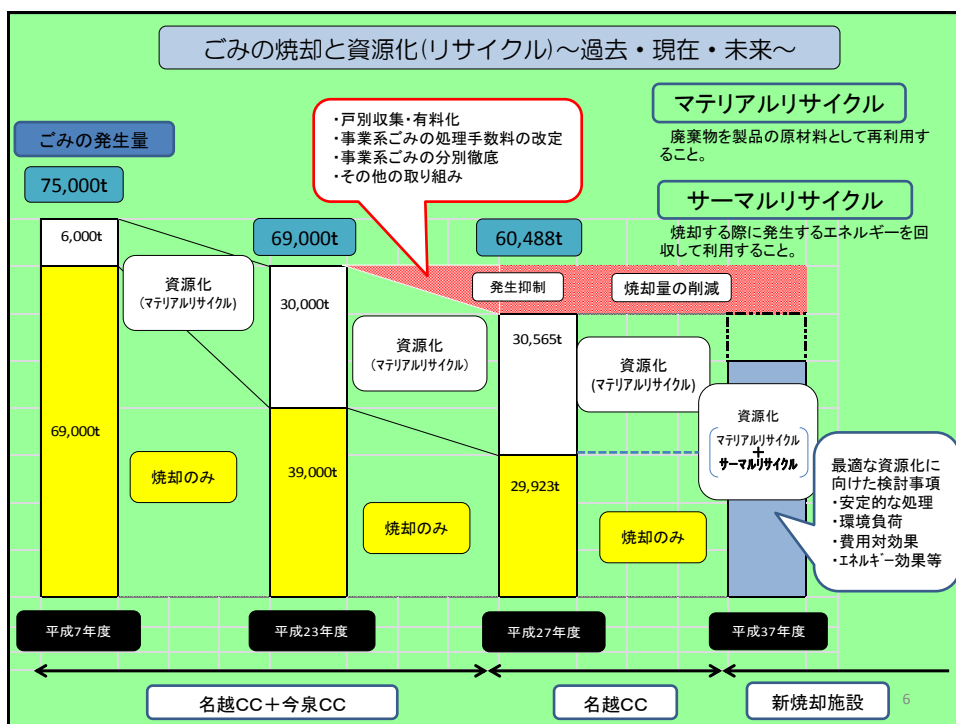 ごみの焼却と資源化(リサイクル)～過去・現在・未来～
・戸別収集・有料化
・事業系ごみの処理手数料の改定
・事業系ごみの分別徹底
・その他の取り組み
マテリアルリサイクル
廃棄物を製品の原材料として再利用す
ること。
サーマルリサイクル
焼却する際に発生するエネルギーを回
収して利用すること。
ごみの発生量
75,000t
69,000t
60,488t
6,000t
資源化
(マテリアルリサイクル)
30,000t
資源化
(マテリアルリサイクル)
発生抑制
焼却量の削減
30,565t
資源化
(マテリアルリサイクル)
資源化
マテリアルリサイクル
＋
サーマルリサイクル
69,000t
焼却のみ
39,000t
焼却のみ
29,923t
焼却のみ
最適な資源化に
向けた検討事項
・安定的な処理
・環境負荷
・費用対効果
・エネルギー効果等
平成7年度
平成23年度
平成27年度
平成37年度
名越CC＋今泉CC
名越CC
新焼却施設
6